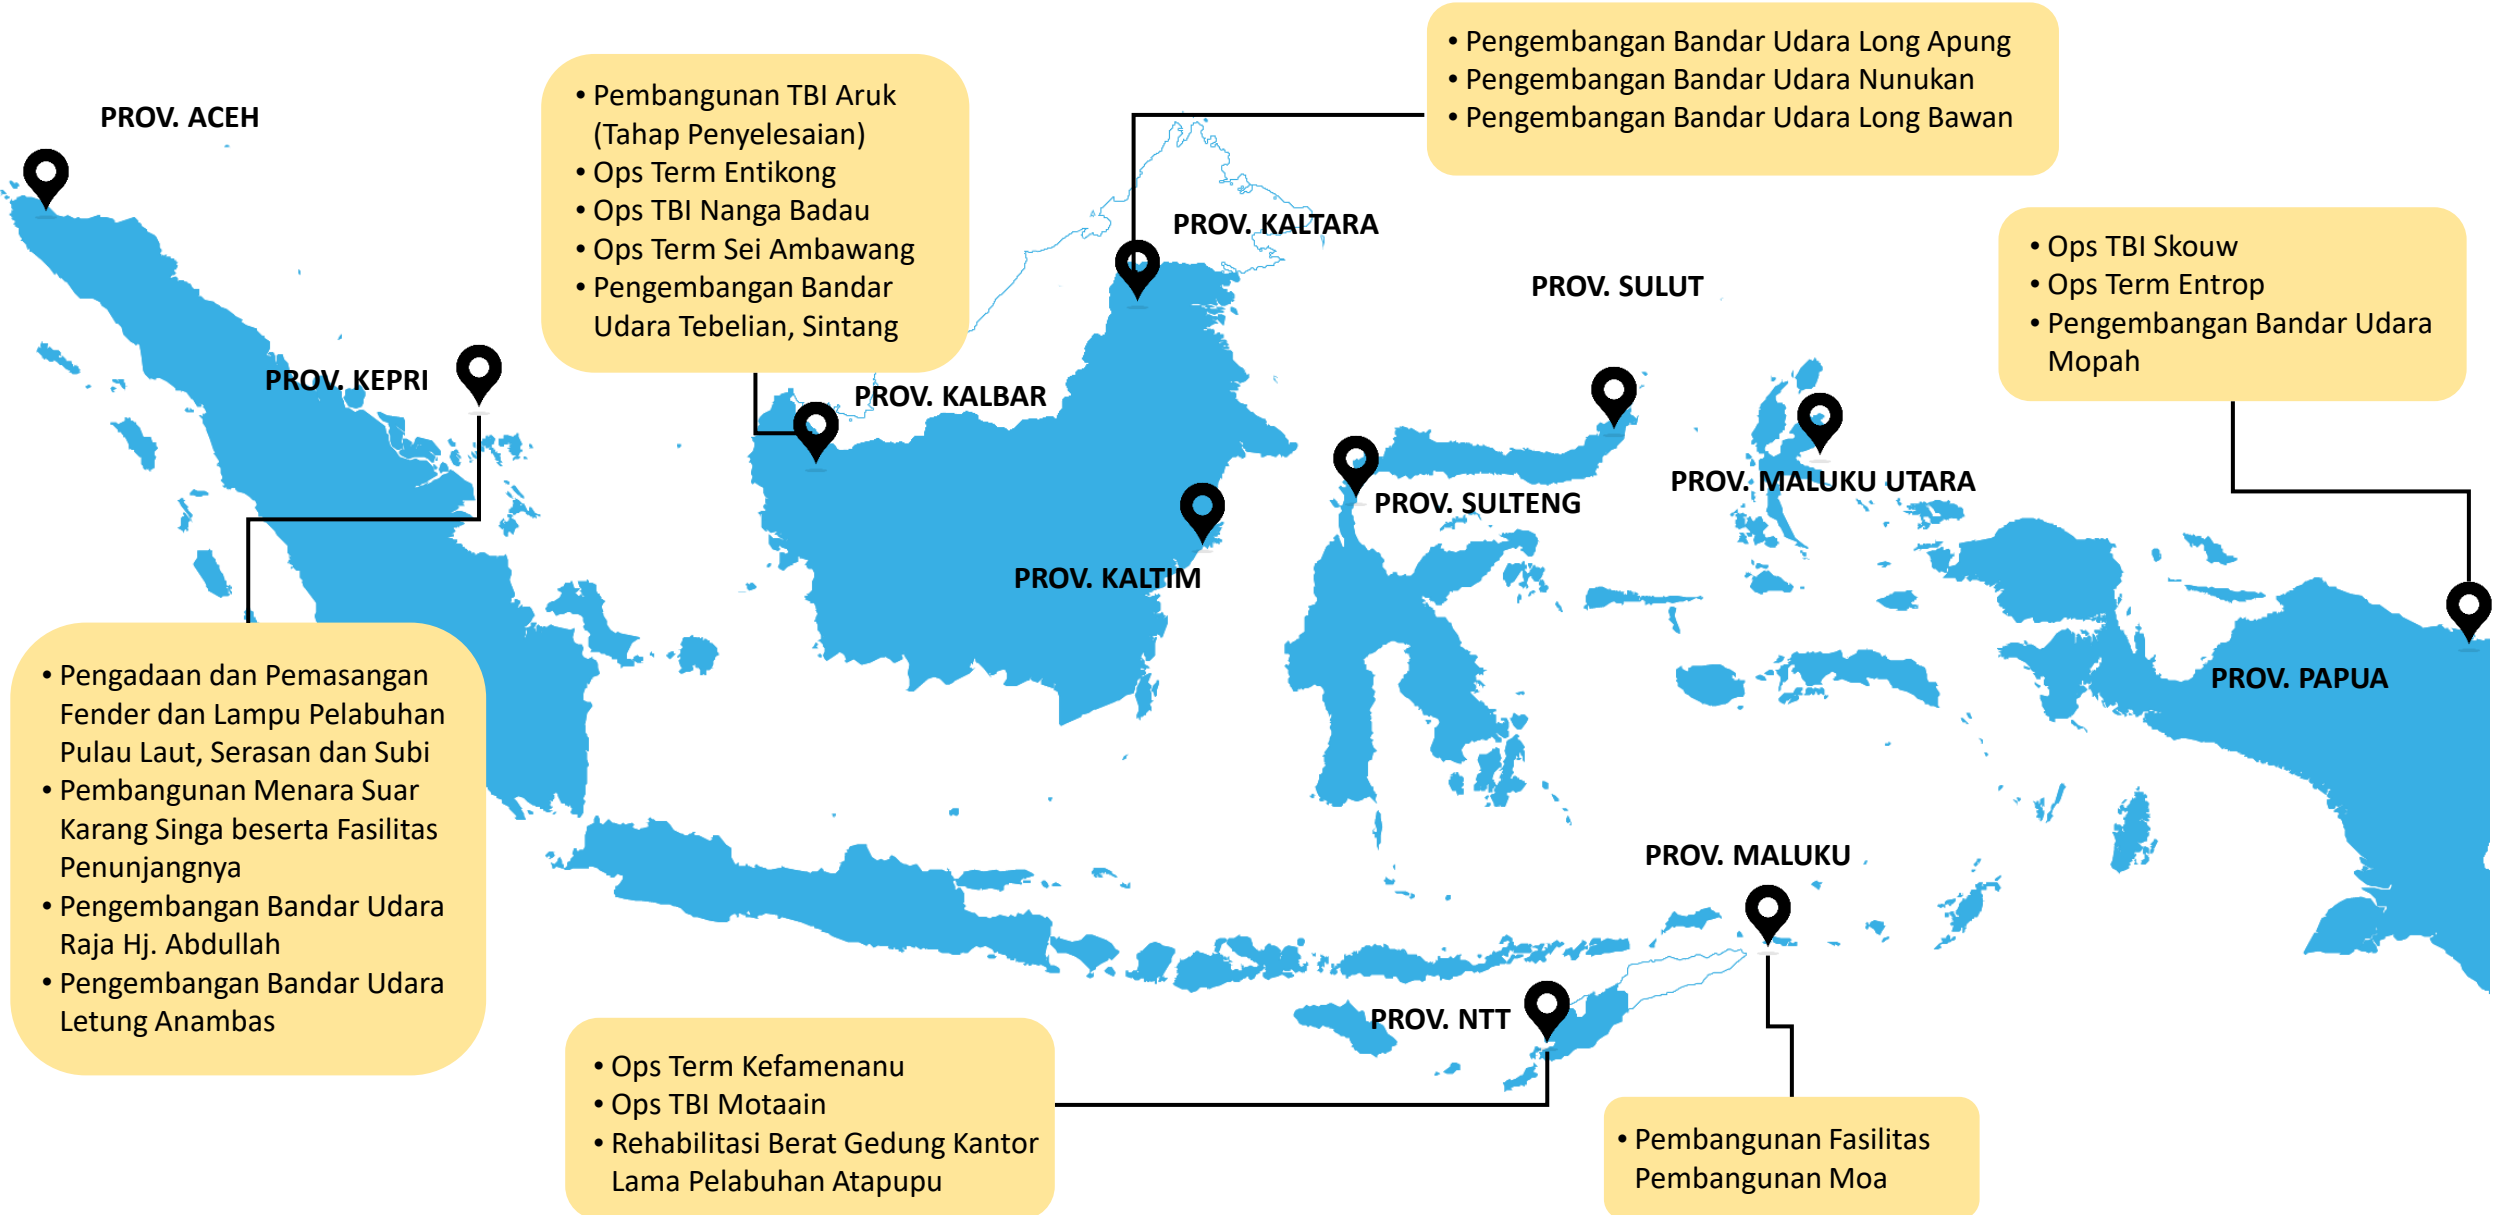 • Pengembangan Bandar Udara Long Apung
• Pengembangan Bandar Udara Nunukan
• Pengembangan Bandar Udara Long Bawan
PROV. ACEH
• Pembangunan TBI Aruk
(Tahap Penyelesaian)
• Ops Term Entikong
• Ops TBI Nanga Badau
• Ops Term Sei Ambawang
• Pengembangan Bandar
Udara Tebelian, Sintang
PROV. KALTARA
PROV. SULUT
• Ops TBI Skouw
• Ops Term Entrop
• Pengembangan Bandar Udara
Mopah
PROV. KEPRI
PROV. KALBAR
PROV. SULTENG
PROV. MALUKU UTARA
PROV. KALTIM
PROV. PAPUA
• Pengadaan dan Pemasangan
Fender dan Lampu Pelabuhan
Pulau Laut, Serasan dan Subi
• Pembangunan Menara Suar
Karang Singa beserta Fasilitas
Penunjangnya
• Pengembangan Bandar Udara
Raja Hj. Abdullah
• Pengembangan Bandar Udara
Letung Anambas
PROV. MALUKU
PROV. NTT
• Ops Term Kefamenanu
• Ops TBI Motaain
• Rehabilitasi Berat Gedung Kantor
Lama Pelabuhan Atapupu
• Pembangunan Fasilitas
Pembangunan Moa